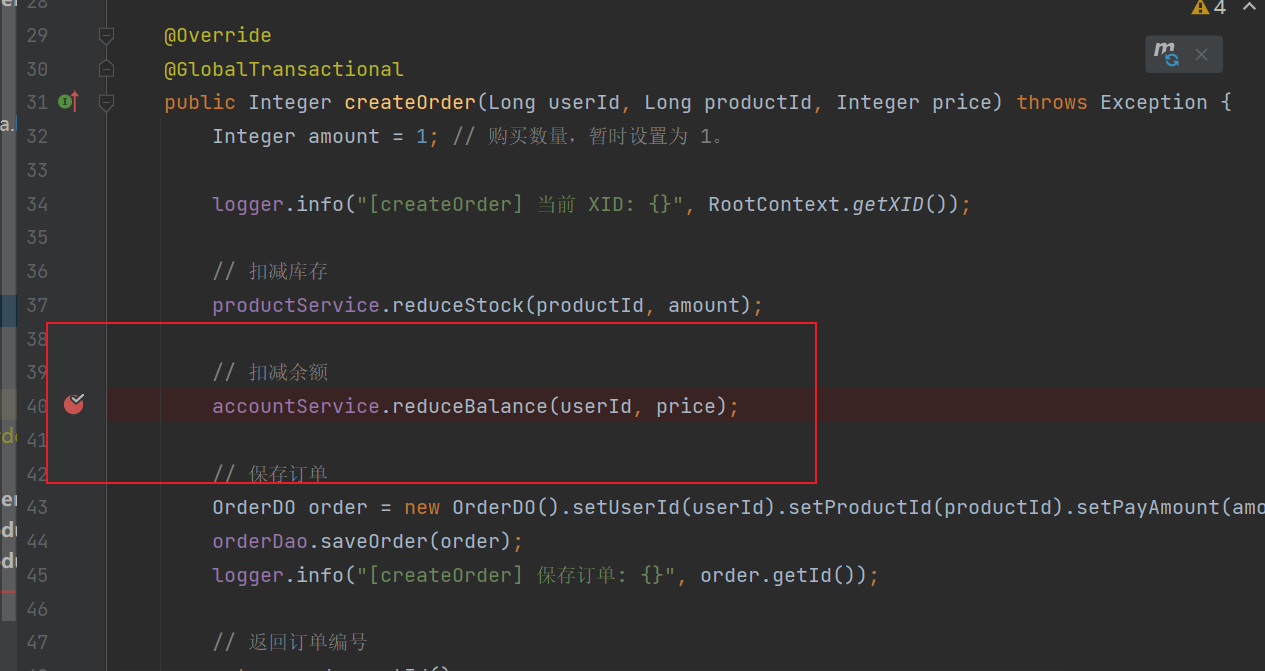 28
4
29 @Override
30 @GlobalTransactional
31 public Integer createOrder(Long userId, Long productId, Integer price) throws Exception {
32 Integer amount = 1; // 购买数量，暂时设置为 1。
33
34 logger.info("[createOrder] 当前 XID: {}", RootContext.getXID());
35
36 // 扣减库存
37 productService.reduceStock(productId, amount);
38
39 // 扣减余额
40 accountService.reduceBalance(userId, price);
41
42 // 保存订单
43 OrderDO order = new OrderDO().setUserId(userId).setProductId(productId).setPayAmount(amo
44 orderDao.saveOrder(order);
45 logger.info("[createOrder] 保存订单: {}", order.getId());
46
47 // 返回订单编号